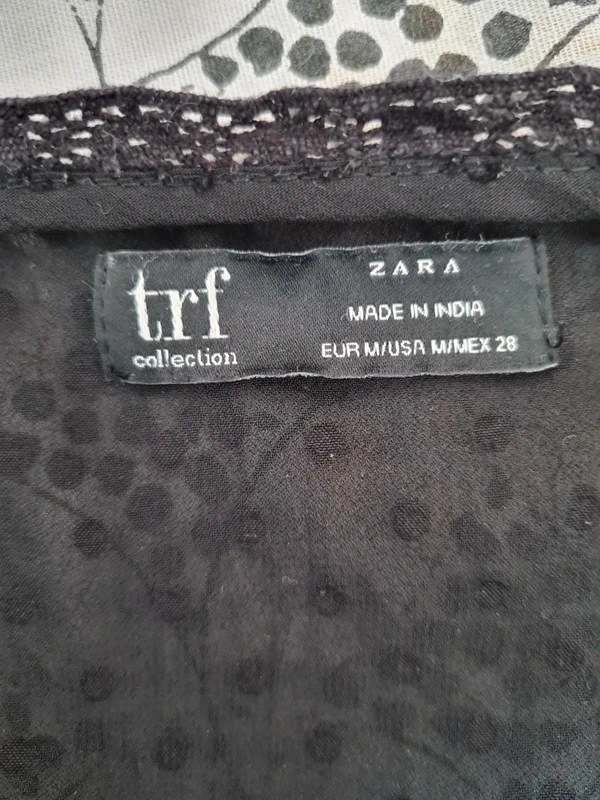 trf
collection
ZARA
MADE IN INDIA
EUR M/USA M/MEX 28